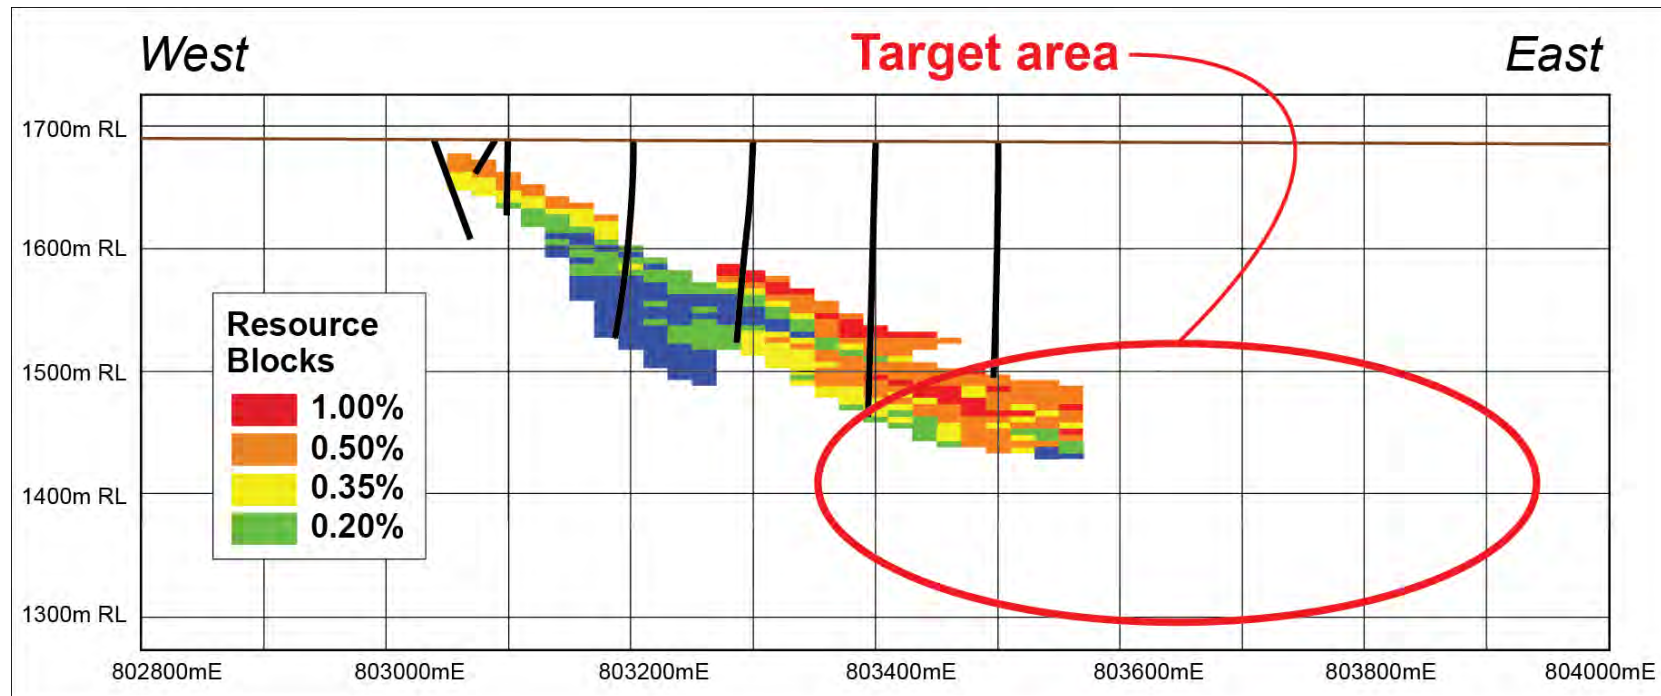 West
Target area
East
1700m RL
1600m RL
1500m RL
1400m RL
1300m RL
Resource
Blocks
1.00%
0.50%
0.35%
0.20%
802800mE
803000mE
803200mE
803400mE
803600mE
803800mE
804000mE